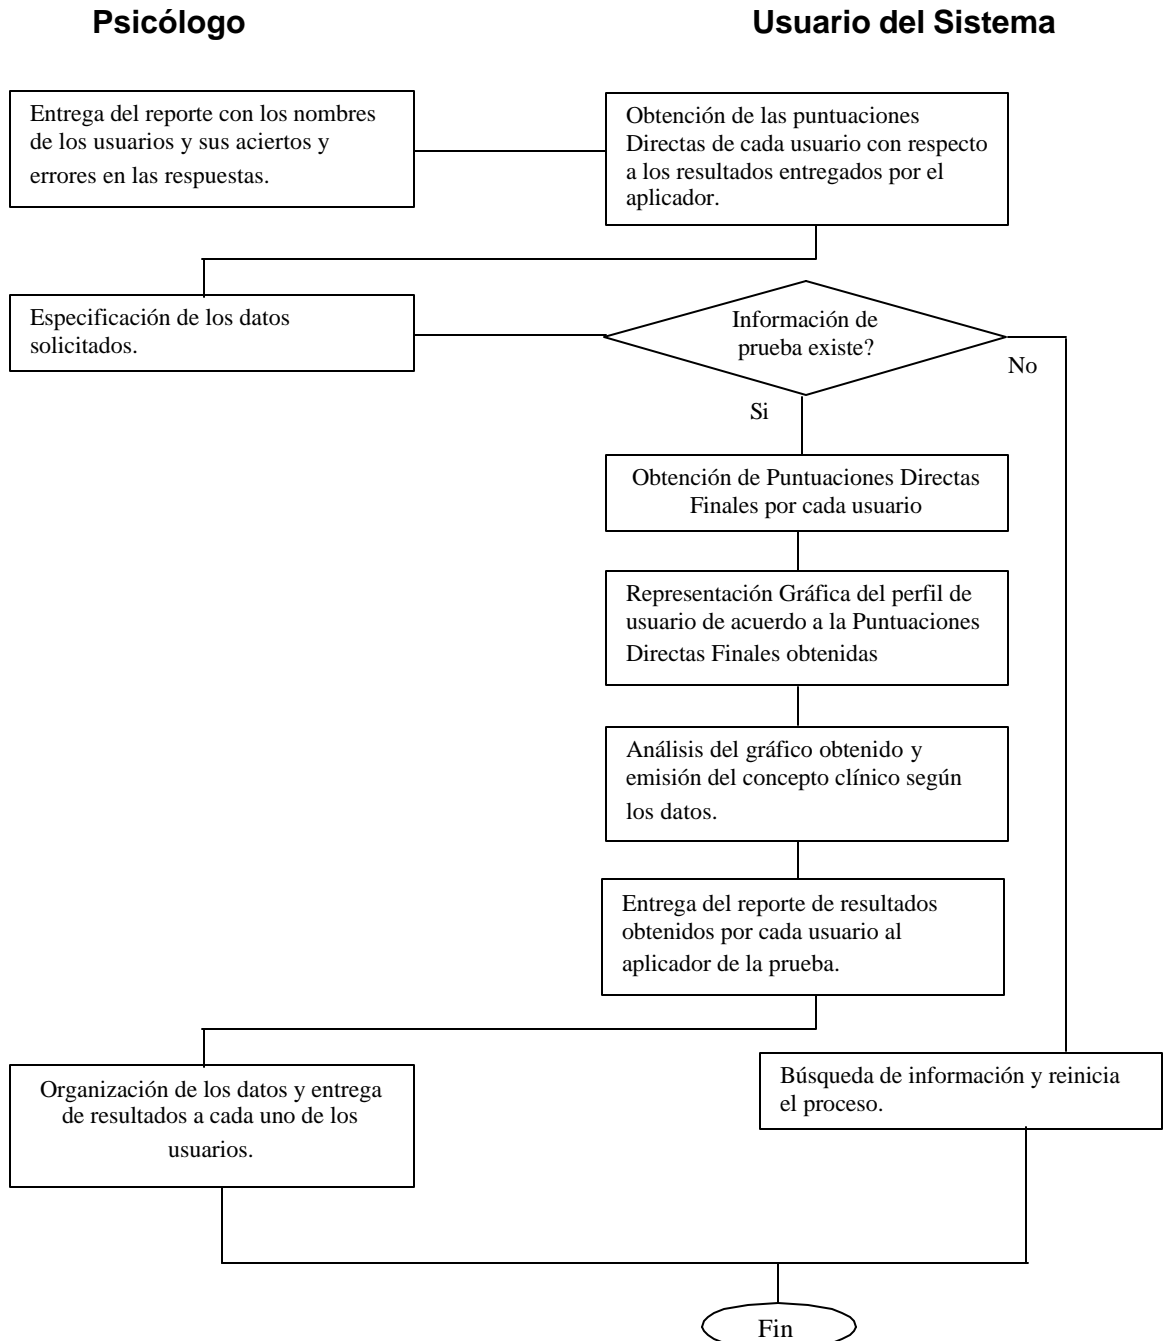 Psicólogo
Usuario del Sistema
Entrega del reporte con los nombres
de los usuarios y sus aciertos y
errores en las respuestas.
Obtención de las puntuaciones
Directas de cada usuario con respecto
a los resultados entregados por el
aplicador.
Especificación de los datos
solicitados.
Información de
prueba existe?
No
Si
Obtención de Puntuaciones Directas
Finales por cada usuario
Representación Gráfica del perfil de
usuario de acuerdo a la Puntuaciones
Directas Finales obtenidas
Análisis del gráfico obtenido y
emisión del concepto clínico según
los datos.
Entrega del reporte de resultados
obtenidos por cada usuario al
aplicador de la prueba.
Organización de los datos y entrega
de resultados a cada uno de los
usuarios.
Búsqueda de información y reinicia
el proceso.
Fin